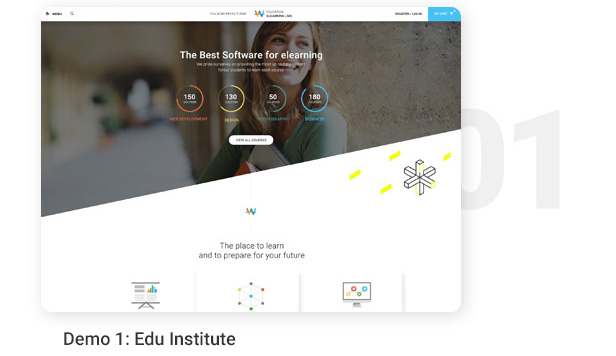 MENU
EDUCATION
ELEARNING LMS
REGISTER / LOG IN
MY CART
The Best Software for elearning
We pride ourselves on providing the most up-to-date content
for our students to learn each course
150
COURSES
WEB DEVELOPMENT
130
COURSES
DESIGN
50
COURSES
PHOTOGRAPHY
180
COURSES
BUSINESS
VIEW ALL COURSES
01
The place to learn
and to prepare for your future
Demo 1: Edu Institute